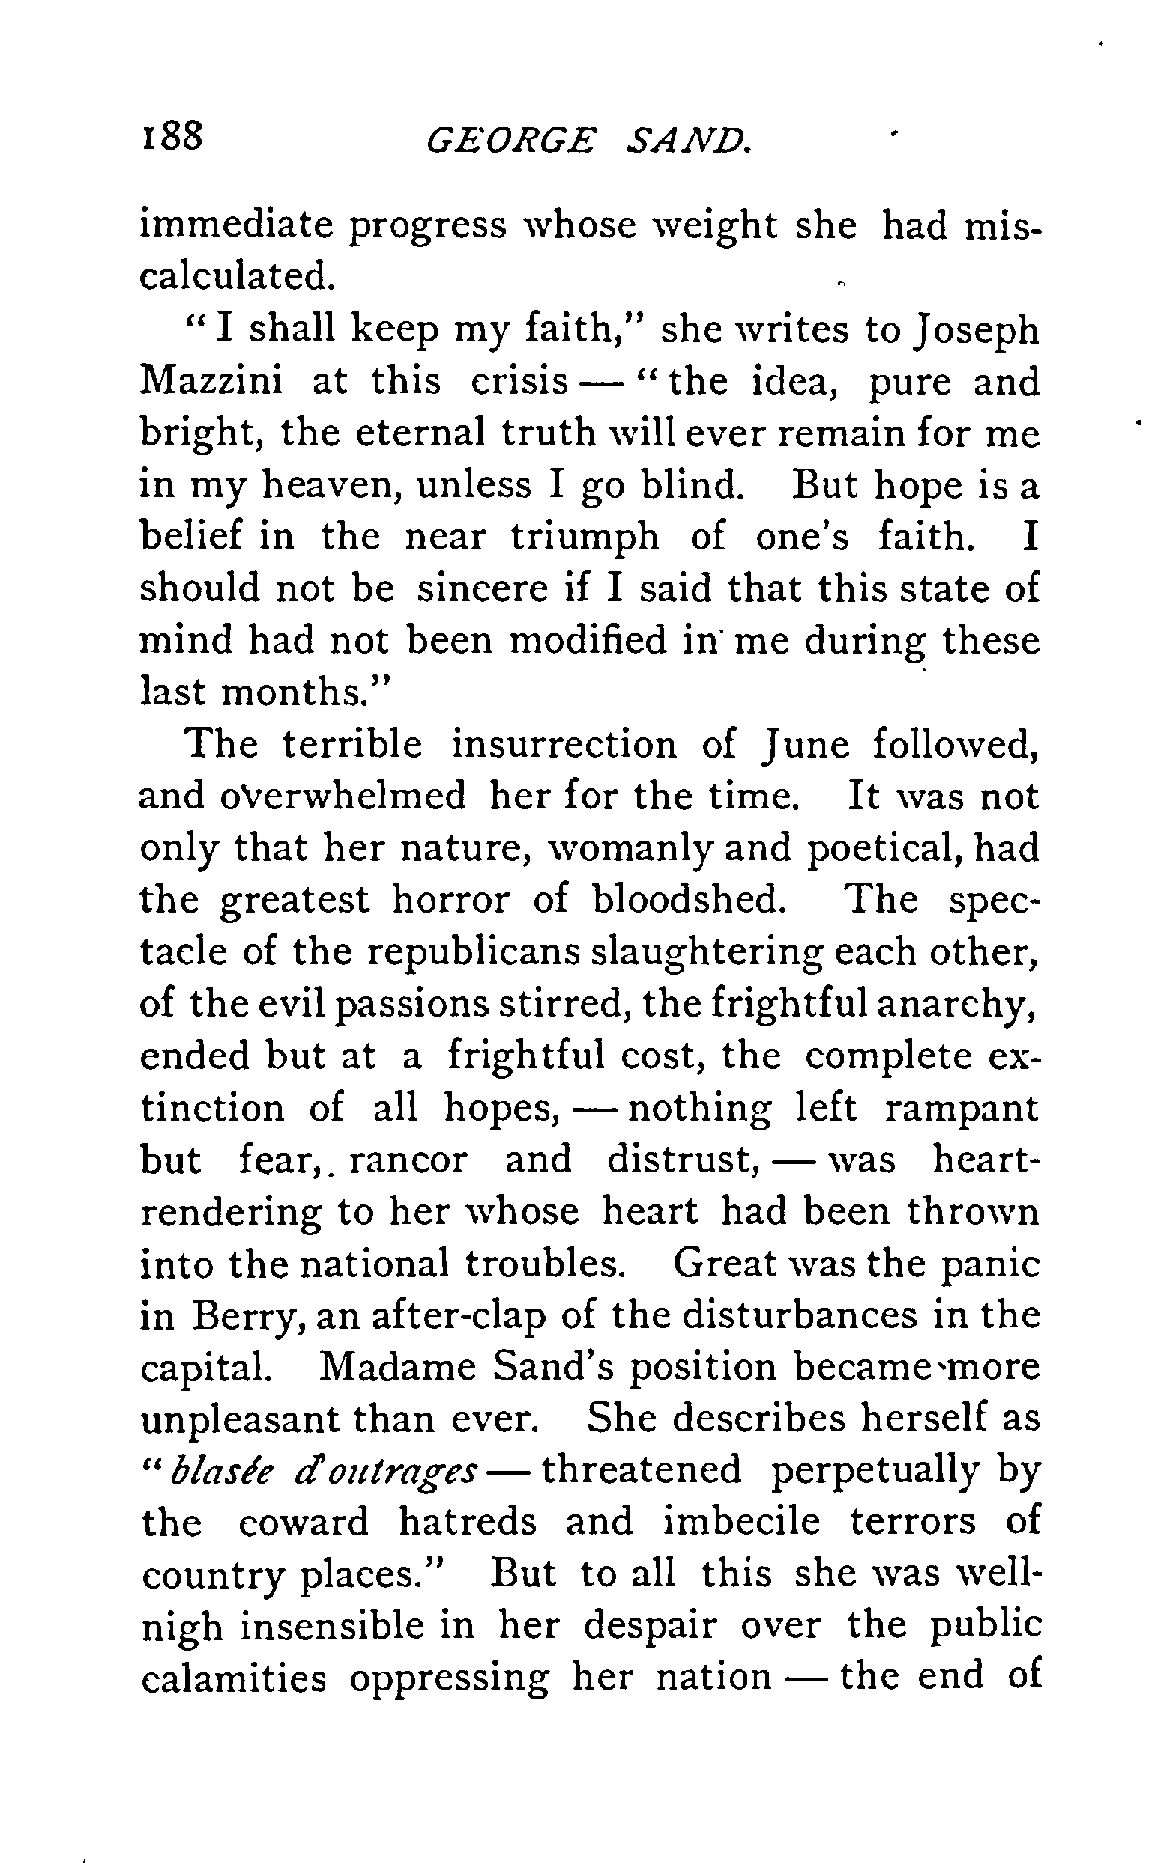 188 GEORGE SAND.
immediate progress whose weight she had mis-
calculated.
"I shall keep my faith," she writes to Joseph
Mazzini at this crisis — "the idea, pure and
bright, the eternal truth will ever remain for me
in my heaven, unless I go blind. But hope is a
belief in the near triumph of one's faith. I
should not be sincere if I said that this state of
mind had not been modified in me during these
last months."
The terrible insurrection of June followed,
and overwhelmed her for the time. It was not
only that her nature, womanly and poetical, had
the greatest horror of bloodshed. The spec-
tacle of the republicans slaughtering each other,
of the evil passions stirred, the frightful anarchy,
ended but at a frightful cost, the complete ex-
tinction of all hopes, — nothing left rampant
but fear, rancor and distrust, — was heart-
rendering to her whose heart had been thrown
into the national troubles. Great was the panic
in Berry, an after-clap of the disturbances in the
capital. Madame Sand's position became more
unpleasant than ever. She describes herself as
"blasée d'outrages — threatened perpetually by
the coward hatreds and imbecile terrors of
country places." But to all this she was well-
nigh insensible in her despair over the public
calamities oppressing her nation — the end of